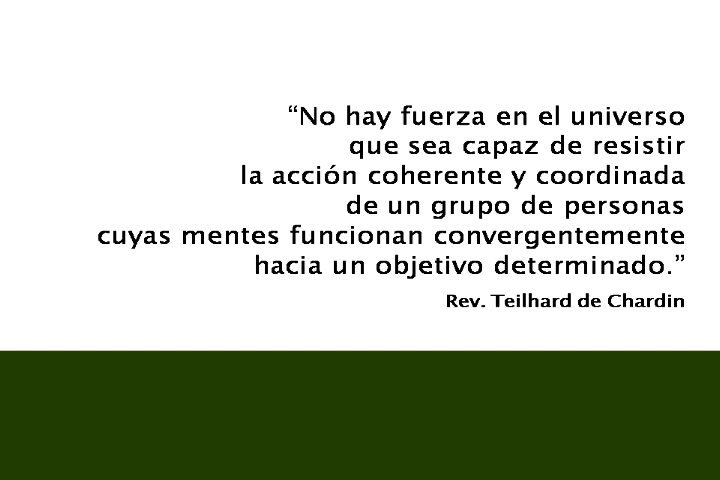 “No hay fuerza en el universo
que sea capaz de resistir
la acción coherente y coordinada
de un grupo de personas
cuyas mentes funcionan convergentemente
hacia un objetivo determinado.”
Rev. Teilhard de Chardin